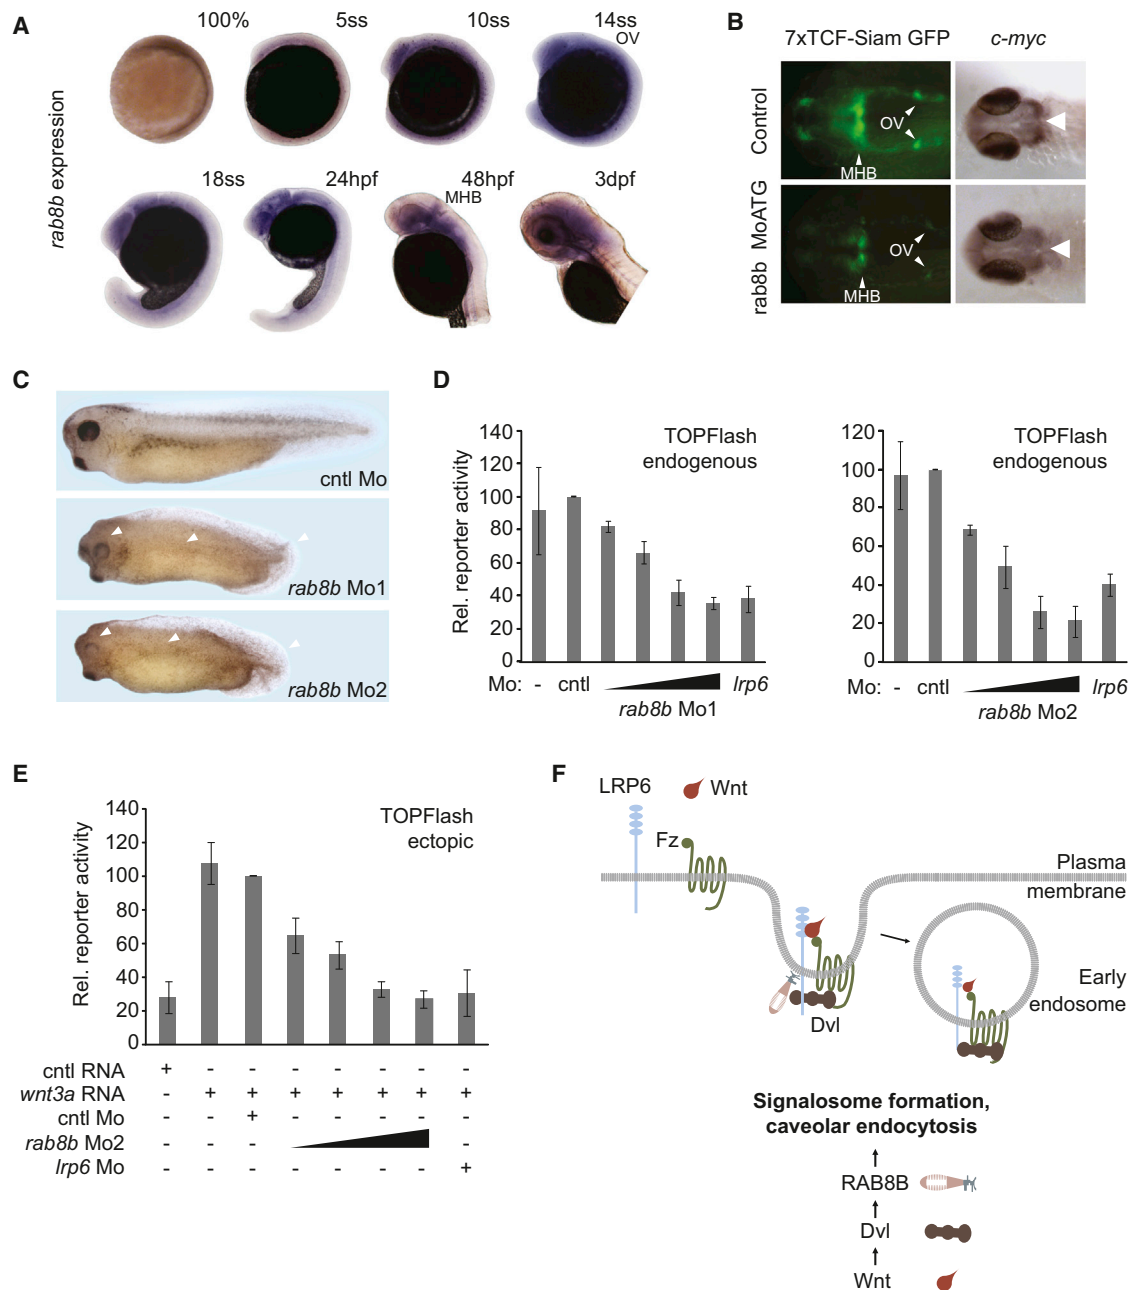 A
100%
5ss
10ss
14ss
OV
rab8b expression
18ss
24hpf
48hpf
MHB
3dpf
B
7xTCF-Siam GFP
c-myc
Control
OV
MHB
rab8b MoATG
OV
MHB
C
cntl Mo
rab8b Mo1
rab8b Mo2
D
TOPFlash
endogenous
Rel. reporter activity
140
120
100
80
60
40
20
0
Mo:
-
cntl
lrp6
rab8b Mo1
TOPFlash
endogenous
120
100
80
60
40
20
0
Mo:
-
cntl
lrp6
rab8b Mo2
E
TOPFlash
ectopic
Rel. reporter activity
140
120
100
80
60
40
20
0
cntl RNA + - - - - - - -
wnt3a RNA - + + + + + + +
cntl Mo - - + - - - - -
rab8b Mo2 - - - -
lrp6 Mo - - - - - - - +
F
LRP6
Wnt
Fz
Plasma
membrane
Dvl
Early
endosome
Signalosome formation,
caveolar endocytosis
RAB8B
Dvl
Wnt